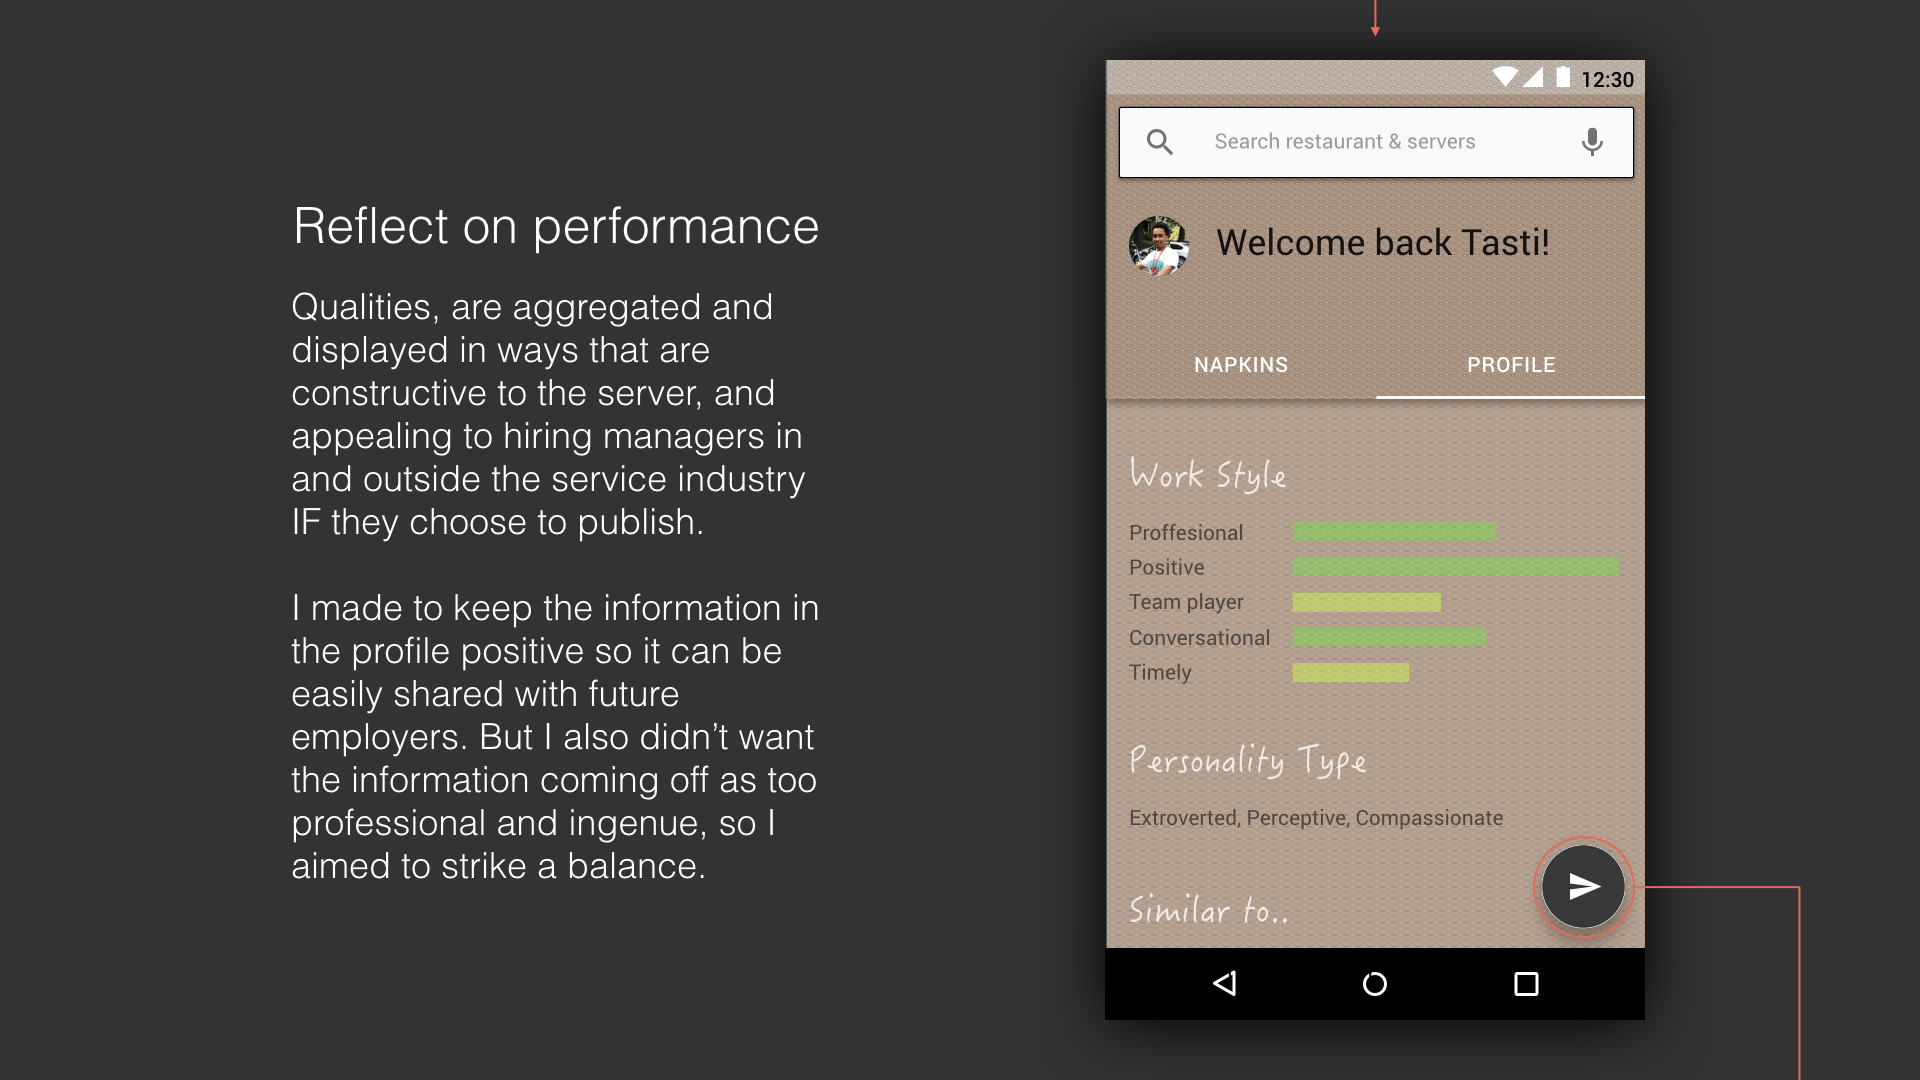 Reflect on performance
Qualities, are aggregated and
displayed in ways that are
constructive to the server, and
appealing to hiring managers in
and outside the service industry
IF they choose to publish.
I made to keep the information in
the profile positive so it can be
easily shared with future
employers. But I also didn’t want
the information coming off as too
professional and ingenue, so I
aimed to strike a balance.
12:30
Search restaurant & servers
Welcome back Tasti!
NAPKINS
PROFILE
Work Style
Proffesional
Positive
Team player
Conversational
Timely
Personality Type
Extroverted, Perceptive, Compassionate
Similar to..